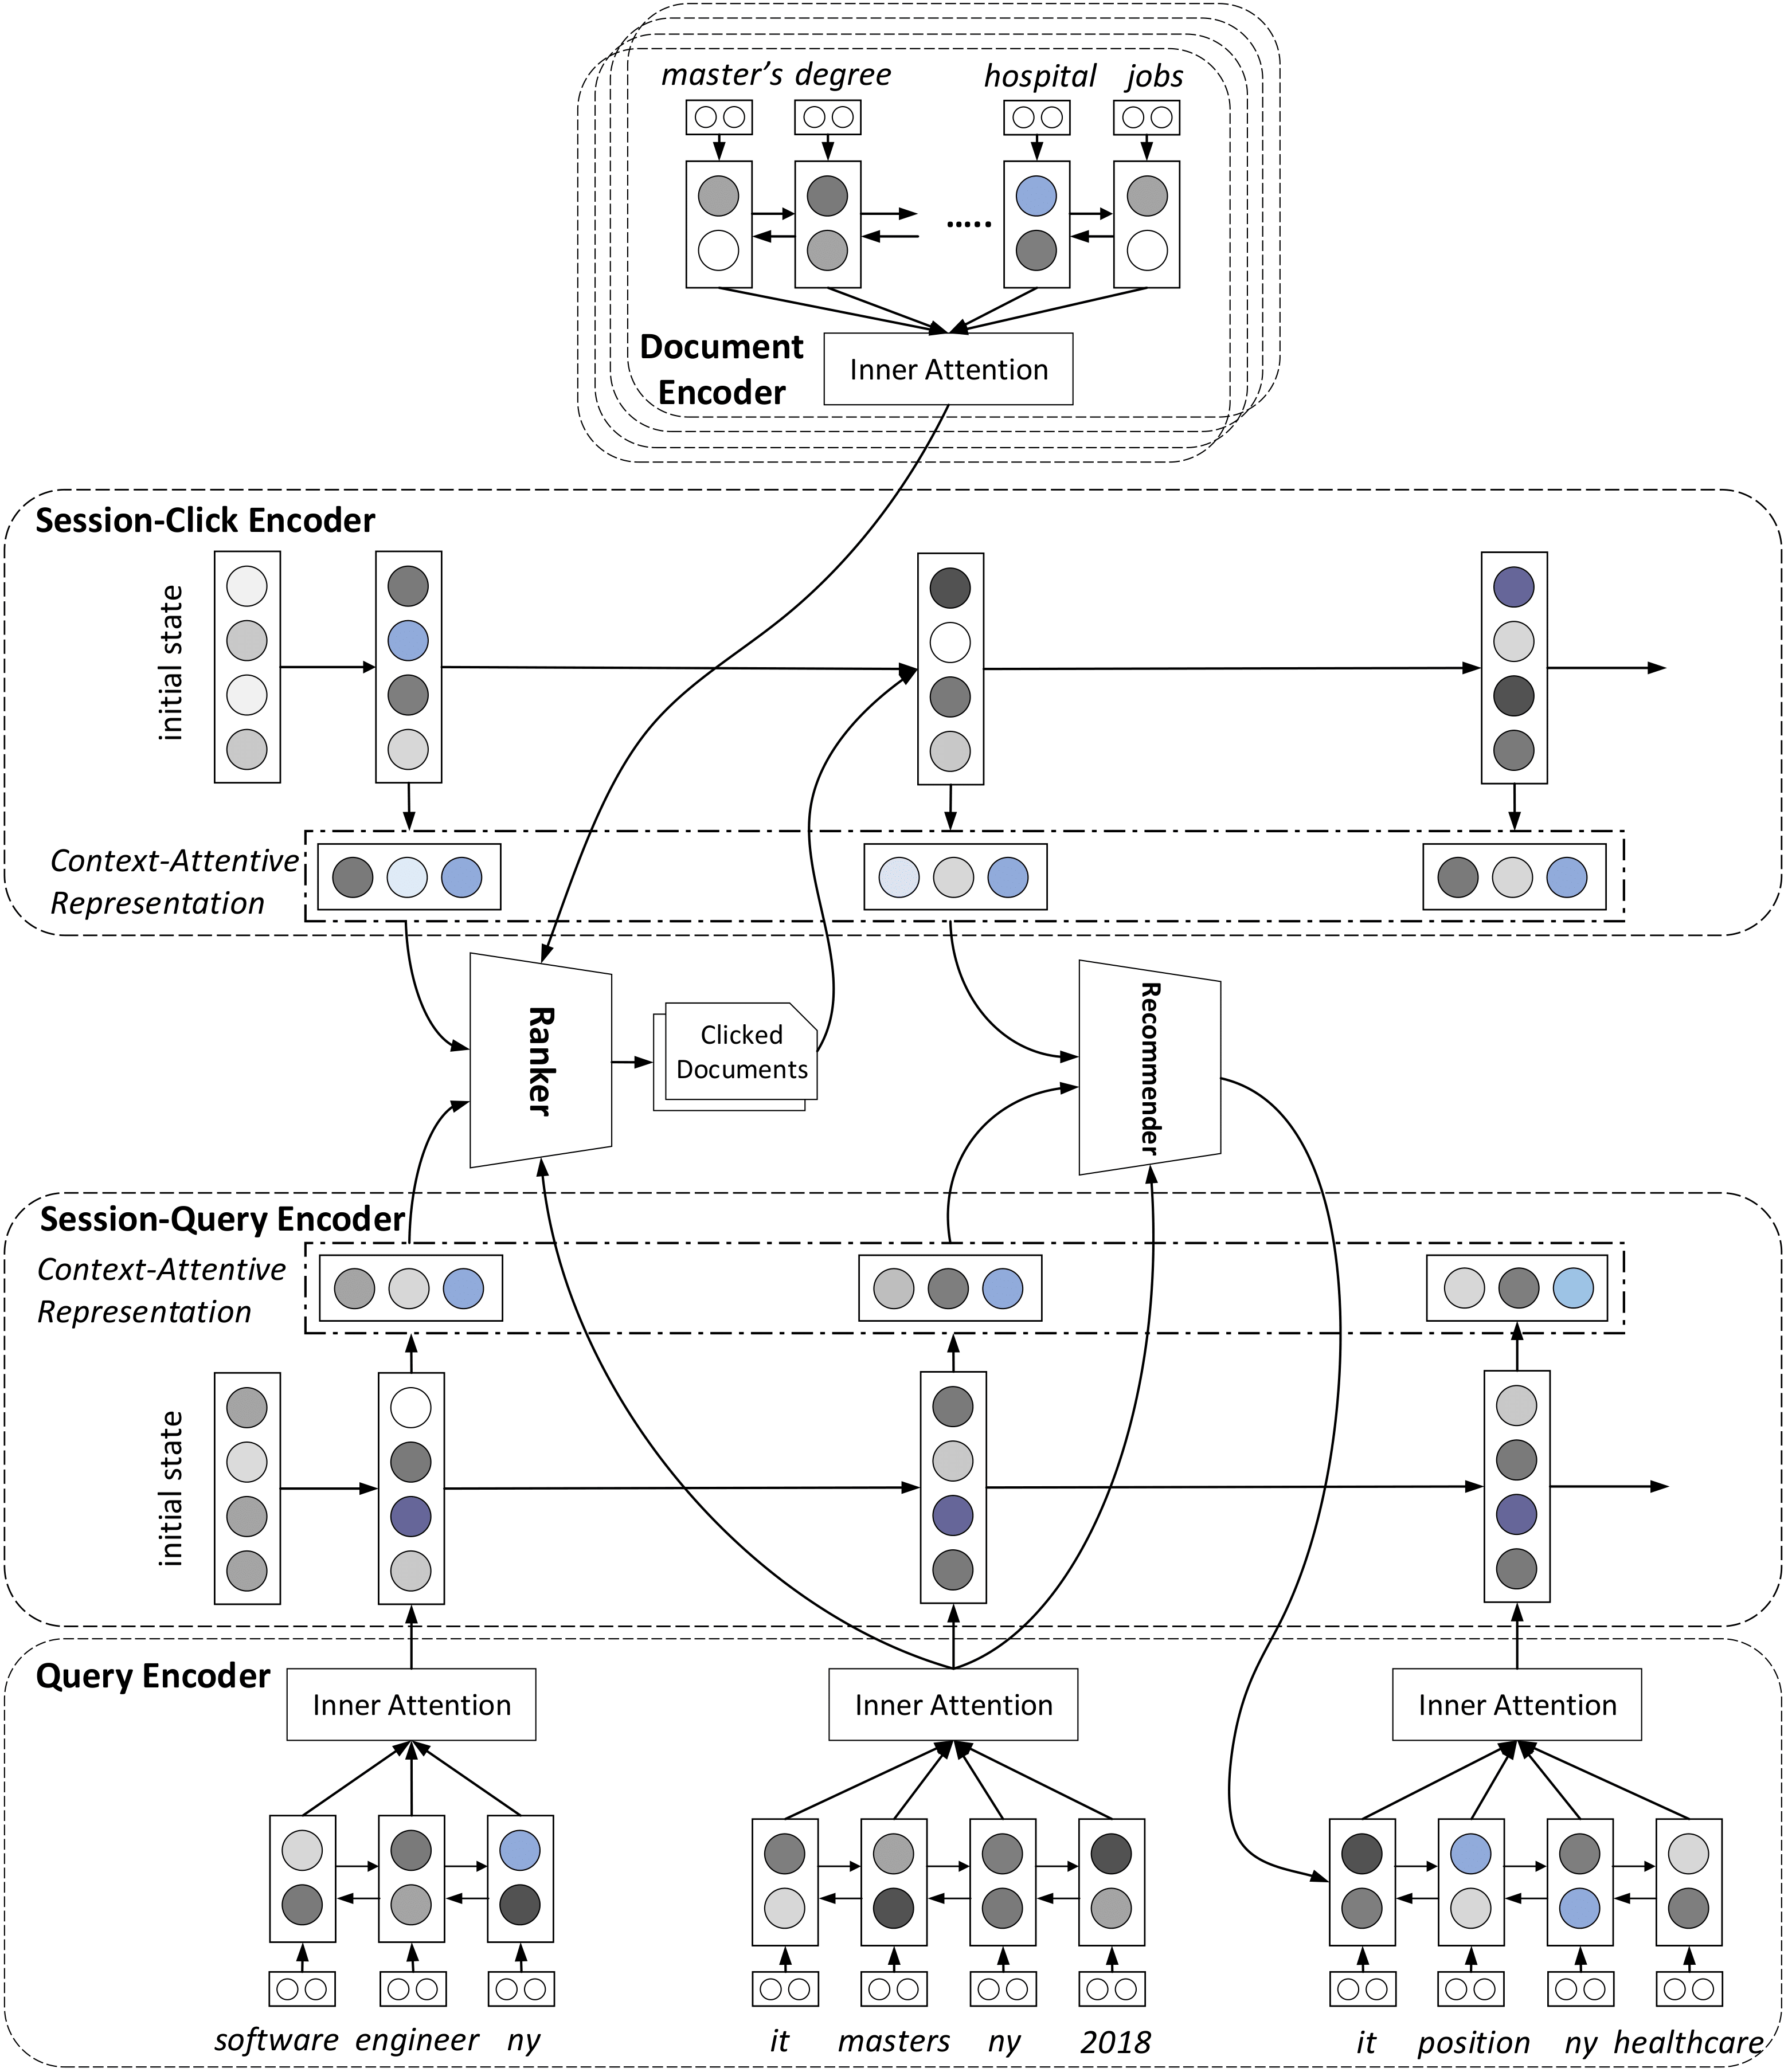 master's degree hospital jobs
.....
Document
Encoder
Inner Attention
Session-Click Encoder
initial state
Context-Attentive
Representation
Ranker
Clicked
Documents
Recommender
Session-Query Encoder
Context-Attentive
Representation
initial state
Query Encoder
Inner Attention
Inner Attention
Inner Attention
software engineer ny
it masters ny 2018
it position ny healthcare